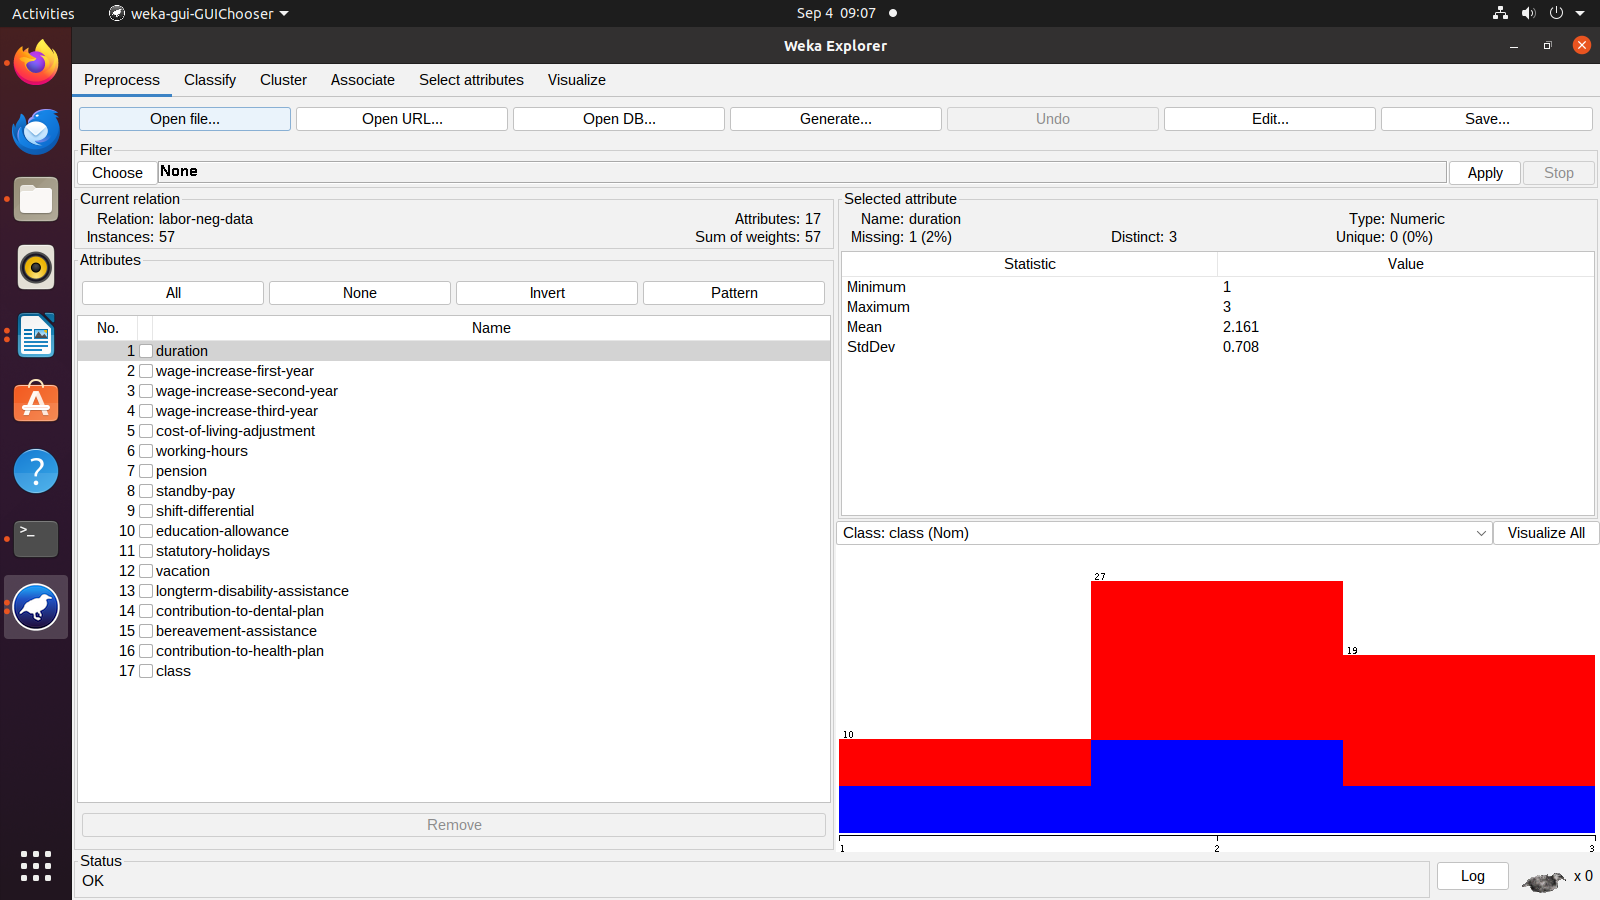 Activities
weka-gui-GUIChooser
Sep 4 09:07
Weka Explorer
Preprocess Classify Cluster Associate Select attributes Visualize
Open file... Open URL... Open DB... Generate... Undo Edit... Save...
Filter
Choose None Apply Stop
Current relation
Relation: labor-neg-data Attributes: 17
Instances: 57 Sum of weights: 57
Attributes
All None Invert Pattern
No. Name
1 duration
2 wage-increase-first-year
3 wage-increase-second-year
4 wage-increase-third-year
5 cost-of-living-adjustment
6 working-hours
7 pension
8 standby-pay
9 shift-differential
10 education-allowance
11 statutory-holidays
12 vacation
13 longterm-disability-assistance
14 contribution-to-dental-plan
15 bereavement-assistance
16 contribution-to-health-plan
17 class
Remove
Selected attribute
Name: duration Type: Numeric
Missing: 1 (2%) Distinct: 3 Unique: 0 (0%)
Statistic Value
Minimum 1
Maximum 3
Mean 2.161
StdDev 0.708
Class: class (Nom) Visualize All
27
19
10
1 2 3
Status
OK
Log
x 0